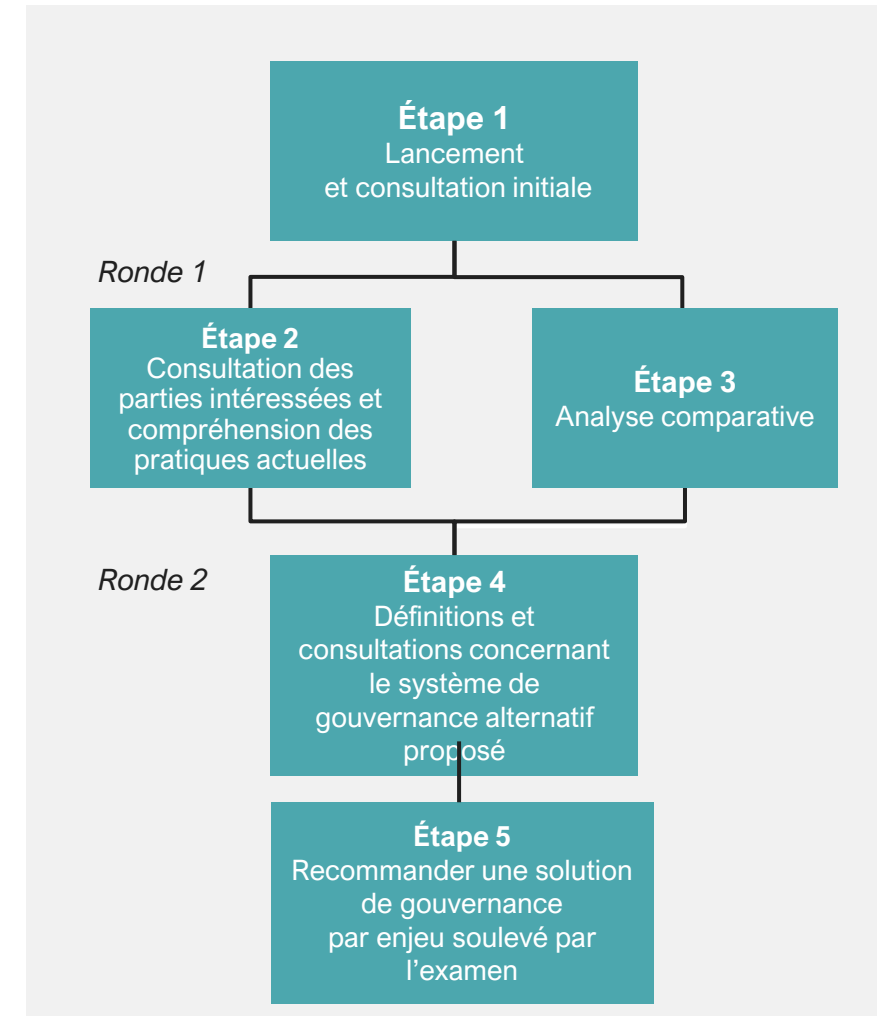 Étape 1
Lancement
et consultation initiale
Ronde 1
Étape 2
Consultation des
parties intéressées et
compréhension des
pratiques actuelles
Étape 3
Analyse comparative
Ronde 2
Étape 4
Définitions et
consultations concernant
le système de
gouvernance alternatif
proposé
Étape 5
Recommander une solution
de gouvernance
par enjeu soulevé par
l’examen